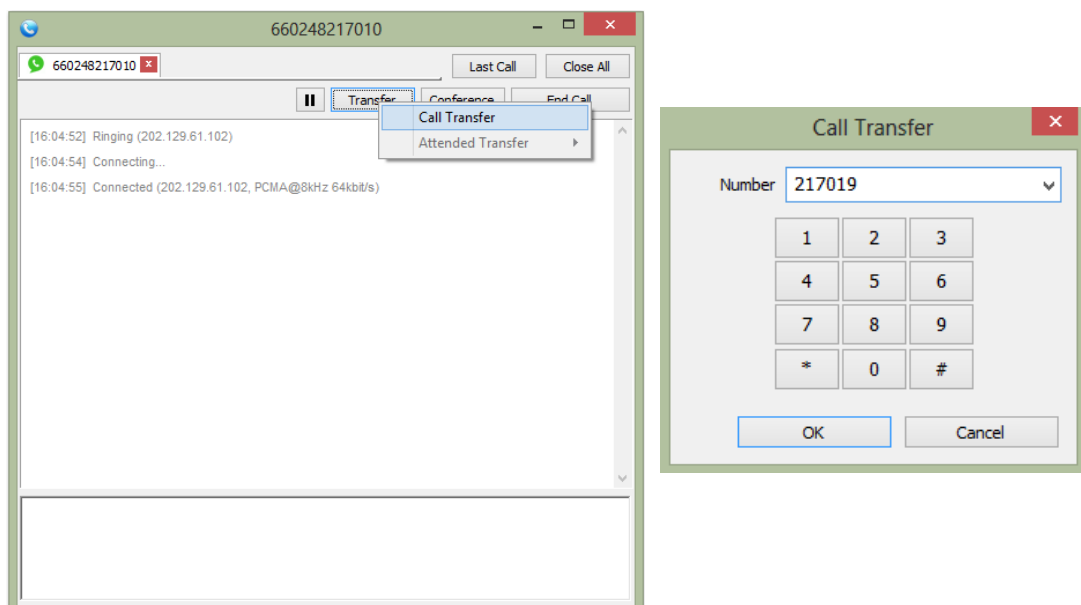 660248217010
660248217010
Last Call
Close All
Transfer
Conference
End Call
Call Transfer
Attended Transfer
[16:04:52] Ringing (202.129.61.102)
[16:04:54] Connecting...
[16:04:55] Connected (202.129.61.102, PCMA@8kHz 64kbit/s)
Call Transfer
Number 217019
1 2 3
4 5 6
7 8 9
* 0 #
OK Cancel